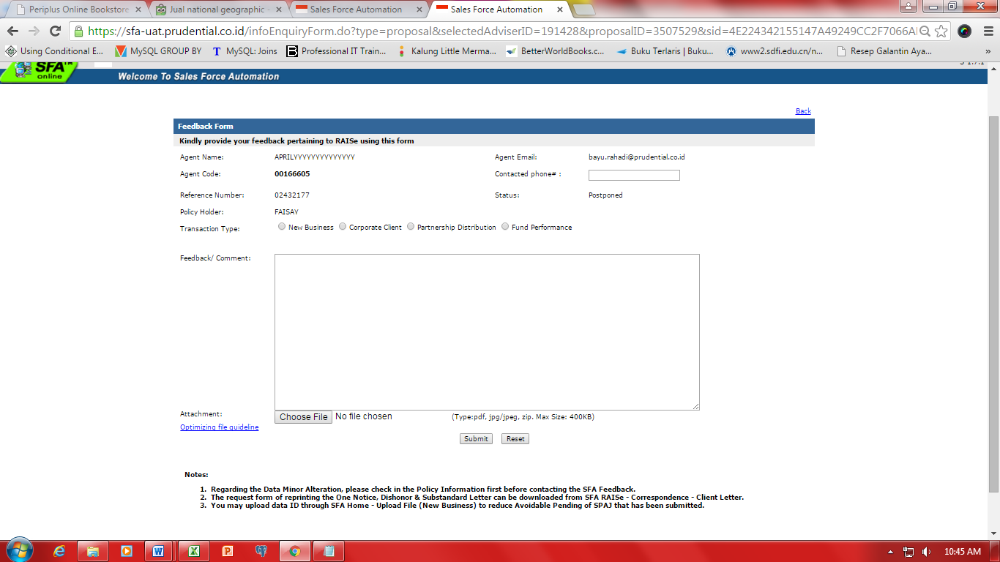 Periplus Online Bookstore
Jual national geographic -
Sales Force Automation
Sales Force Automation
https://sfa-uat.prudential.co.id/infoEnquiryForm.do?type=proposal&selectedAdviserID=191428&proposalID=3507529&sid=4E224342155147A49249CC2F7066A
Using Conditional E... MySQL GROUP BY MySQL: Joins Professional IT Train... Kalung Little Merma... BetterWorldBooks.c... Buku Terlaris | Buku... www2.sdfi.edu.cn/n... Resep Galantin Aya... »
SFA™
online
Welcome To Sales Force Automation
Back
Feedback Form
Kindly provide your feedback pertaining to RAISe using this form
Agent Name: APRILYYYYYYYYYYYYYY Agent Email: bayu.rahadi@prudential.co.id
Agent Code: 00166605 Contacted phone# :
Reference Number: 02432177 Status: Postponed
Policy Holder: FAISAY
Transaction Type: New Business Corporate Client Partnership Distribution Fund Performance
Feedback/ Comment:
Attachment: Choose File No file chosen (Type:pdf, jpg/jpeg, zip. Max Size: 400KB)
Optimizing file guideline
Submit Reset
Notes:
1. Regarding the Data Minor Alteration, please check in the Policy Information first before contacting the SFA Feedback.
2. The request form of reprinting the One Notice, Dishonor & Substandard Letter can be downloaded from SFA RAISe - Correspondence - Client Letter.
3. You may upload data ID through SFA Home - Upload File (New Business) to reduce Avoidable Pending of SPAJ that has been submitted.
10:45 AM